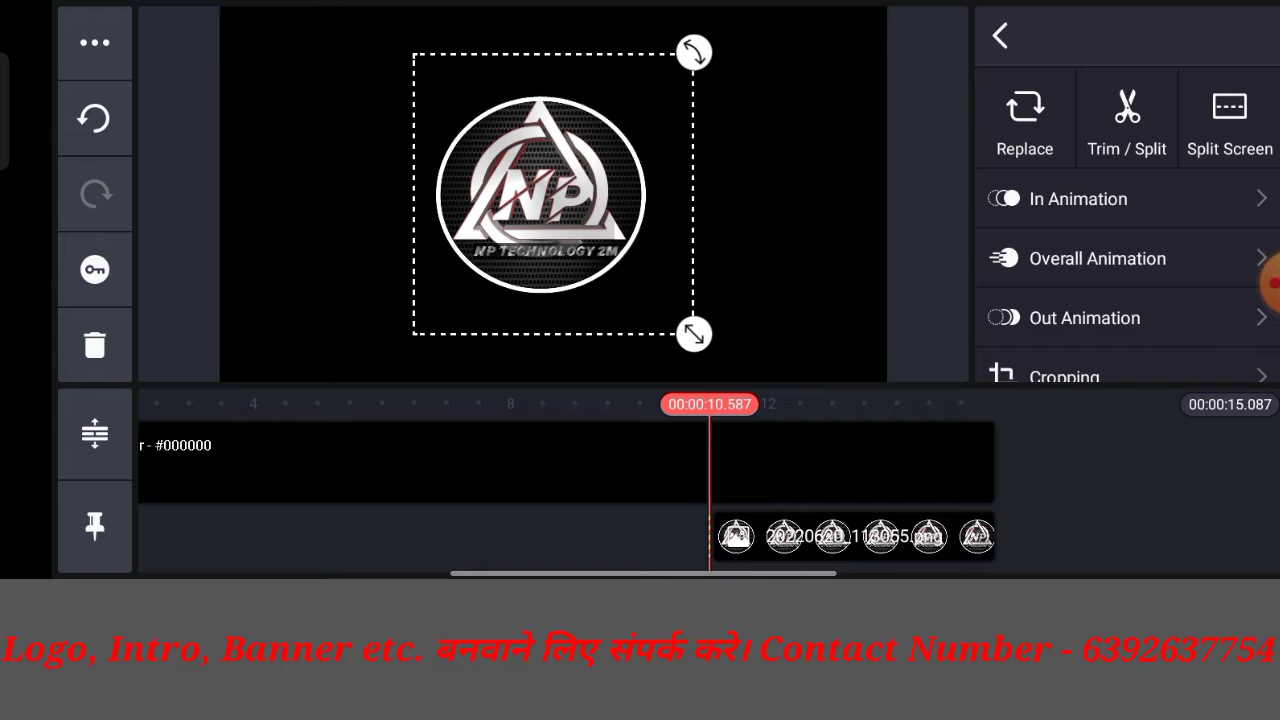 NP
NP TECHNOLOGY 2M
Replace
Trim / Split
Split Screen
In Animation
Overall Animation
Out Animation
Cropping
4
8
00:00:10.587
12
00:00:15.087
r - #000000
20220620_113055.png
Logo, Intro, Banner etc. बनवाने लिए संपर्क करे। Contact Number - 6392637754